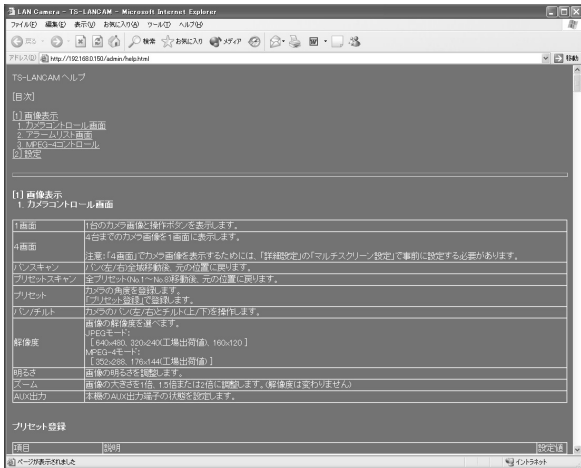 LAN Camera - TS-LANCAM - Microsoft Internet Explorer
ファイル(F) 編集(E) 表示(V) お気に入り(A) ツール(T) ヘルプ(H)
戻る 検索 お気に入り メディア
アドレス(D) http://192.168.0.150/admin/help.html 移動
TS-LANCAM ヘルプ
[目次]
[1] 画像表示
1. カメラコントロール画面
2. アラームリスト画面
3. MPEG-4コントロール
[2] 設定
[1] 画像表示
1. カメラコントロール画面
1画面 1台のカメラ画像と操作ボタンを表示します。
4画面 4台までのカメラ画像を1画面に表示します。
注意:「4画面」でカメラ画像を表示するためには、「詳細設定」の「マルチスクリーン設定」で事前に設定する必要があります。
パンスキャン パン(左/右)全域移動後、元の位置に戻ります。
プリセットスキャン 全プリセット(No.1～No.8)移動後、元の位置に戻ります。
プリセット カメラの角度を登録します。
「プリセット登録」で登録します。
パン/チルト カメラのパン(左/右)とチルト(上/下)を操作します。
解像度 画像の解像度を選べます。
JPEGモード:
[ 640×480, 320×240(工場出荷値), 160×120 ]
MPEG-4モード:
[ 352×288, 176×144(工場出荷値) ]
明るさ 画像の明るさを調整します。
ズーム 画像の大きさを1倍、1.5倍または2倍に調整します。(解像度は変わりません)
AUX出力 本機のAUX出力端子の状態を設定します。
プリセット登録
項目 説明 設定値
ページが表示されました イントラネット